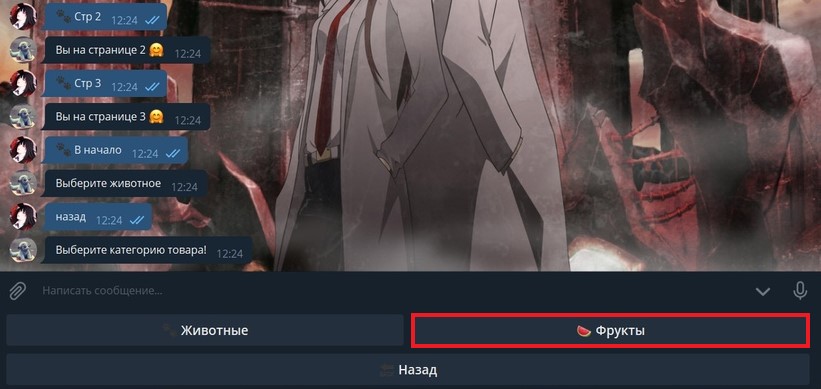 🐾 Стр 2 12:24
Вы на странице 2 🤗 12:24
🐾 Стр 3 12:24
Вы на странице 3 🤗 12:24
🐾 В начало 12:24
Выберите животное 12:24
назад 12:24
Выберите категорию товара! 12:24
Написать сообщение...
🐾 Животные 🍉 Фрукты
🔙 Назад